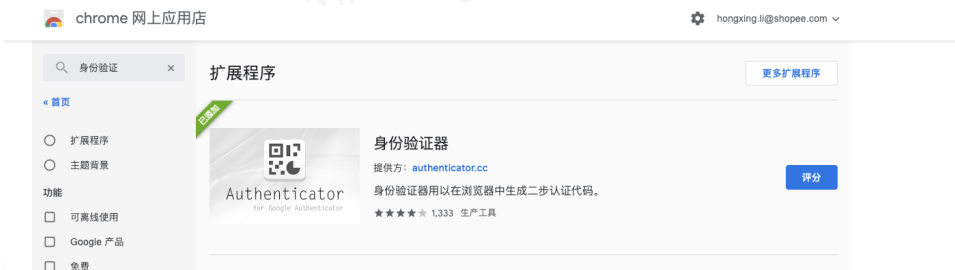 chrome 网上应用店
hongxing.li@shopee.com
身份验证 ×
扩展程序
更多扩展程序
« 首页
已添加
扩展程序
主题背景
功能
可离线使用
Google 产品
免费
Authenticator
for Google Authenticator
身份验证器
提供方: authenticator.cc
身份验证器用以在浏览器中生成二步认证代码。
1,333 生产工具
评分